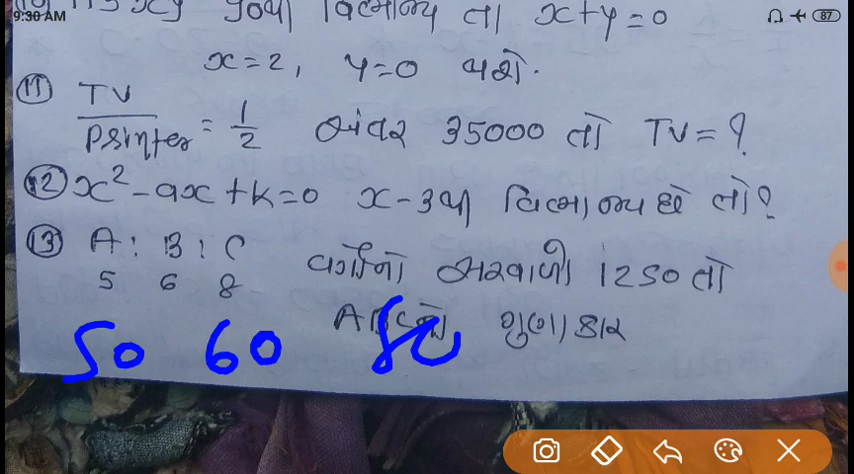 9:30 AM 87
x+y=0
x=2, y=0 થશે.
(11) TV/Printer = 1/2 અંતર 35000 તો TV=?
(12) x²-9x+k=0 x-3થી વિભાજ્ય છે તો?
(13) A : B : C વર્ગોનો સરવાળો 1250 તો
5 6 8 ગુણાકાર
50 60 80